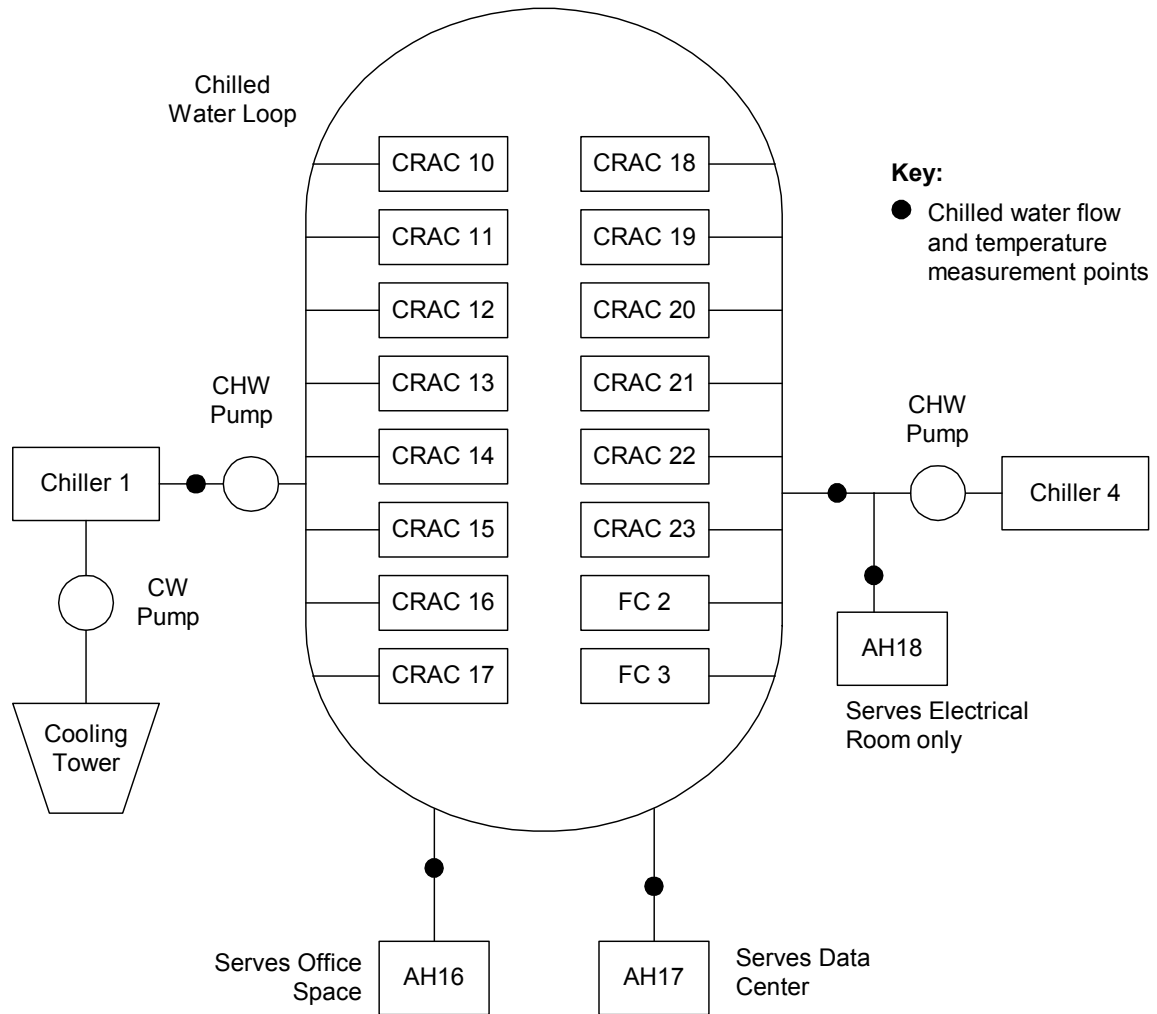 Chilled
Water Loop
CRAC 10
CRAC 18
Key:
Chilled water flow
and temperature
measurement points
CRAC 11
CRAC 19
CRAC 12
CRAC 20
CRAC 13
CRAC 21
CHW
Pump
CHW
Pump
CRAC 14
CRAC 22
Chiller 1
Chiller 4
CRAC 15
CRAC 23
CW
Pump
CRAC 16
FC 2
CRAC 17
FC 3
AH18
Serves Electrical
Room only
Cooling
Tower
Serves Office
Space
AH16
AH17
Serves Data
Center